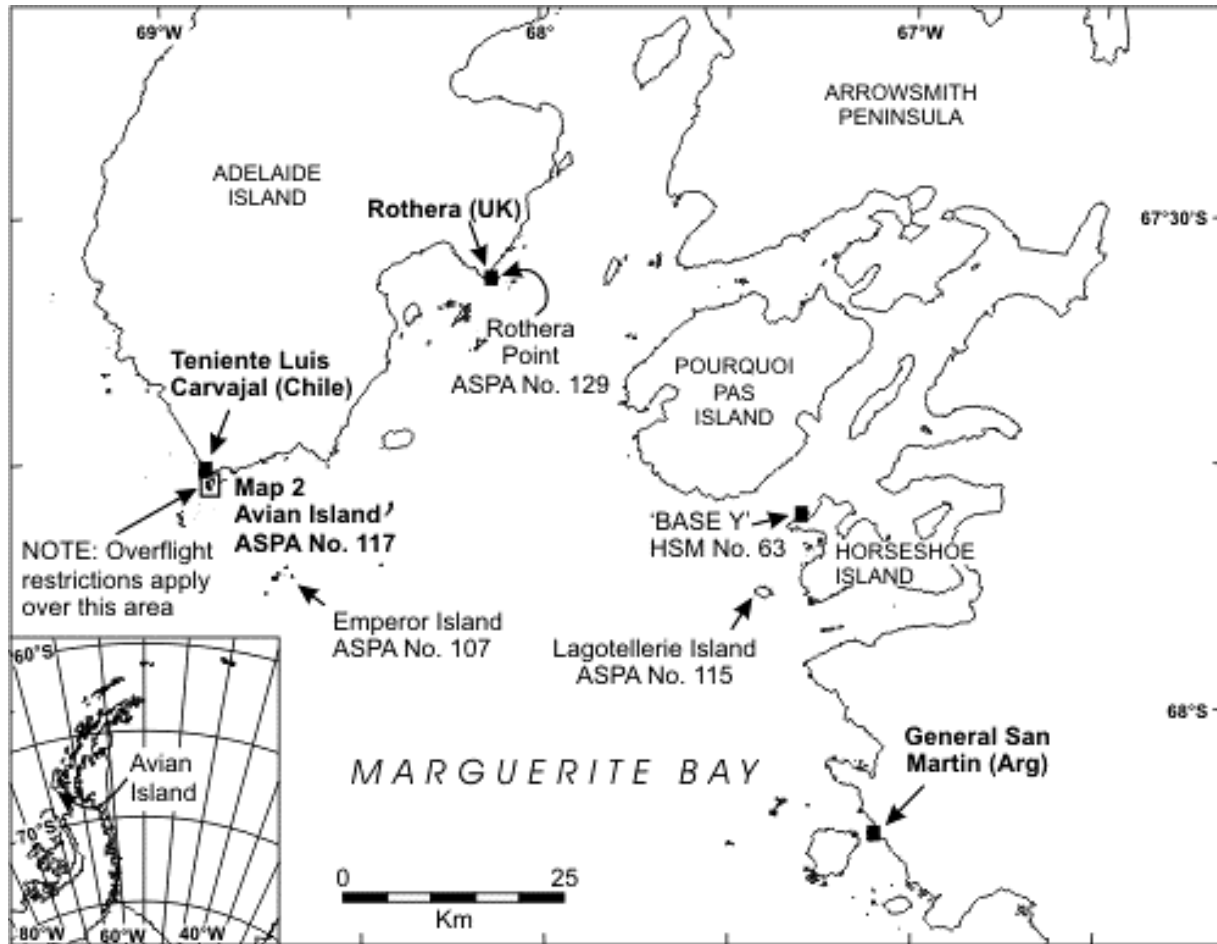 69°W
68°
67°W
ARROWSMITH
PENINSULA
ADELAIDE
ISLAND
Rothera (UK)
67°30'S
Rothera
Point
ASPA No. 129
Teniente Luis
Carvajal (Chile)
POURQUOI
PAS
ISLAND
Map 2
Avian Island
ASPA No. 117
'BASE Y'
HSM No. 63
HORSESHOE
ISLAND
NOTE: Overflight
restrictions apply
over this area
Emperor Island
ASPA No. 107
Lagotellerie Island
ASPA No. 115
60°S
68°S
General San
Martin (Arg)
MARGUERITE BAY
Avian
Island
70°S
0 25
Km
80°W 60°W 40°W